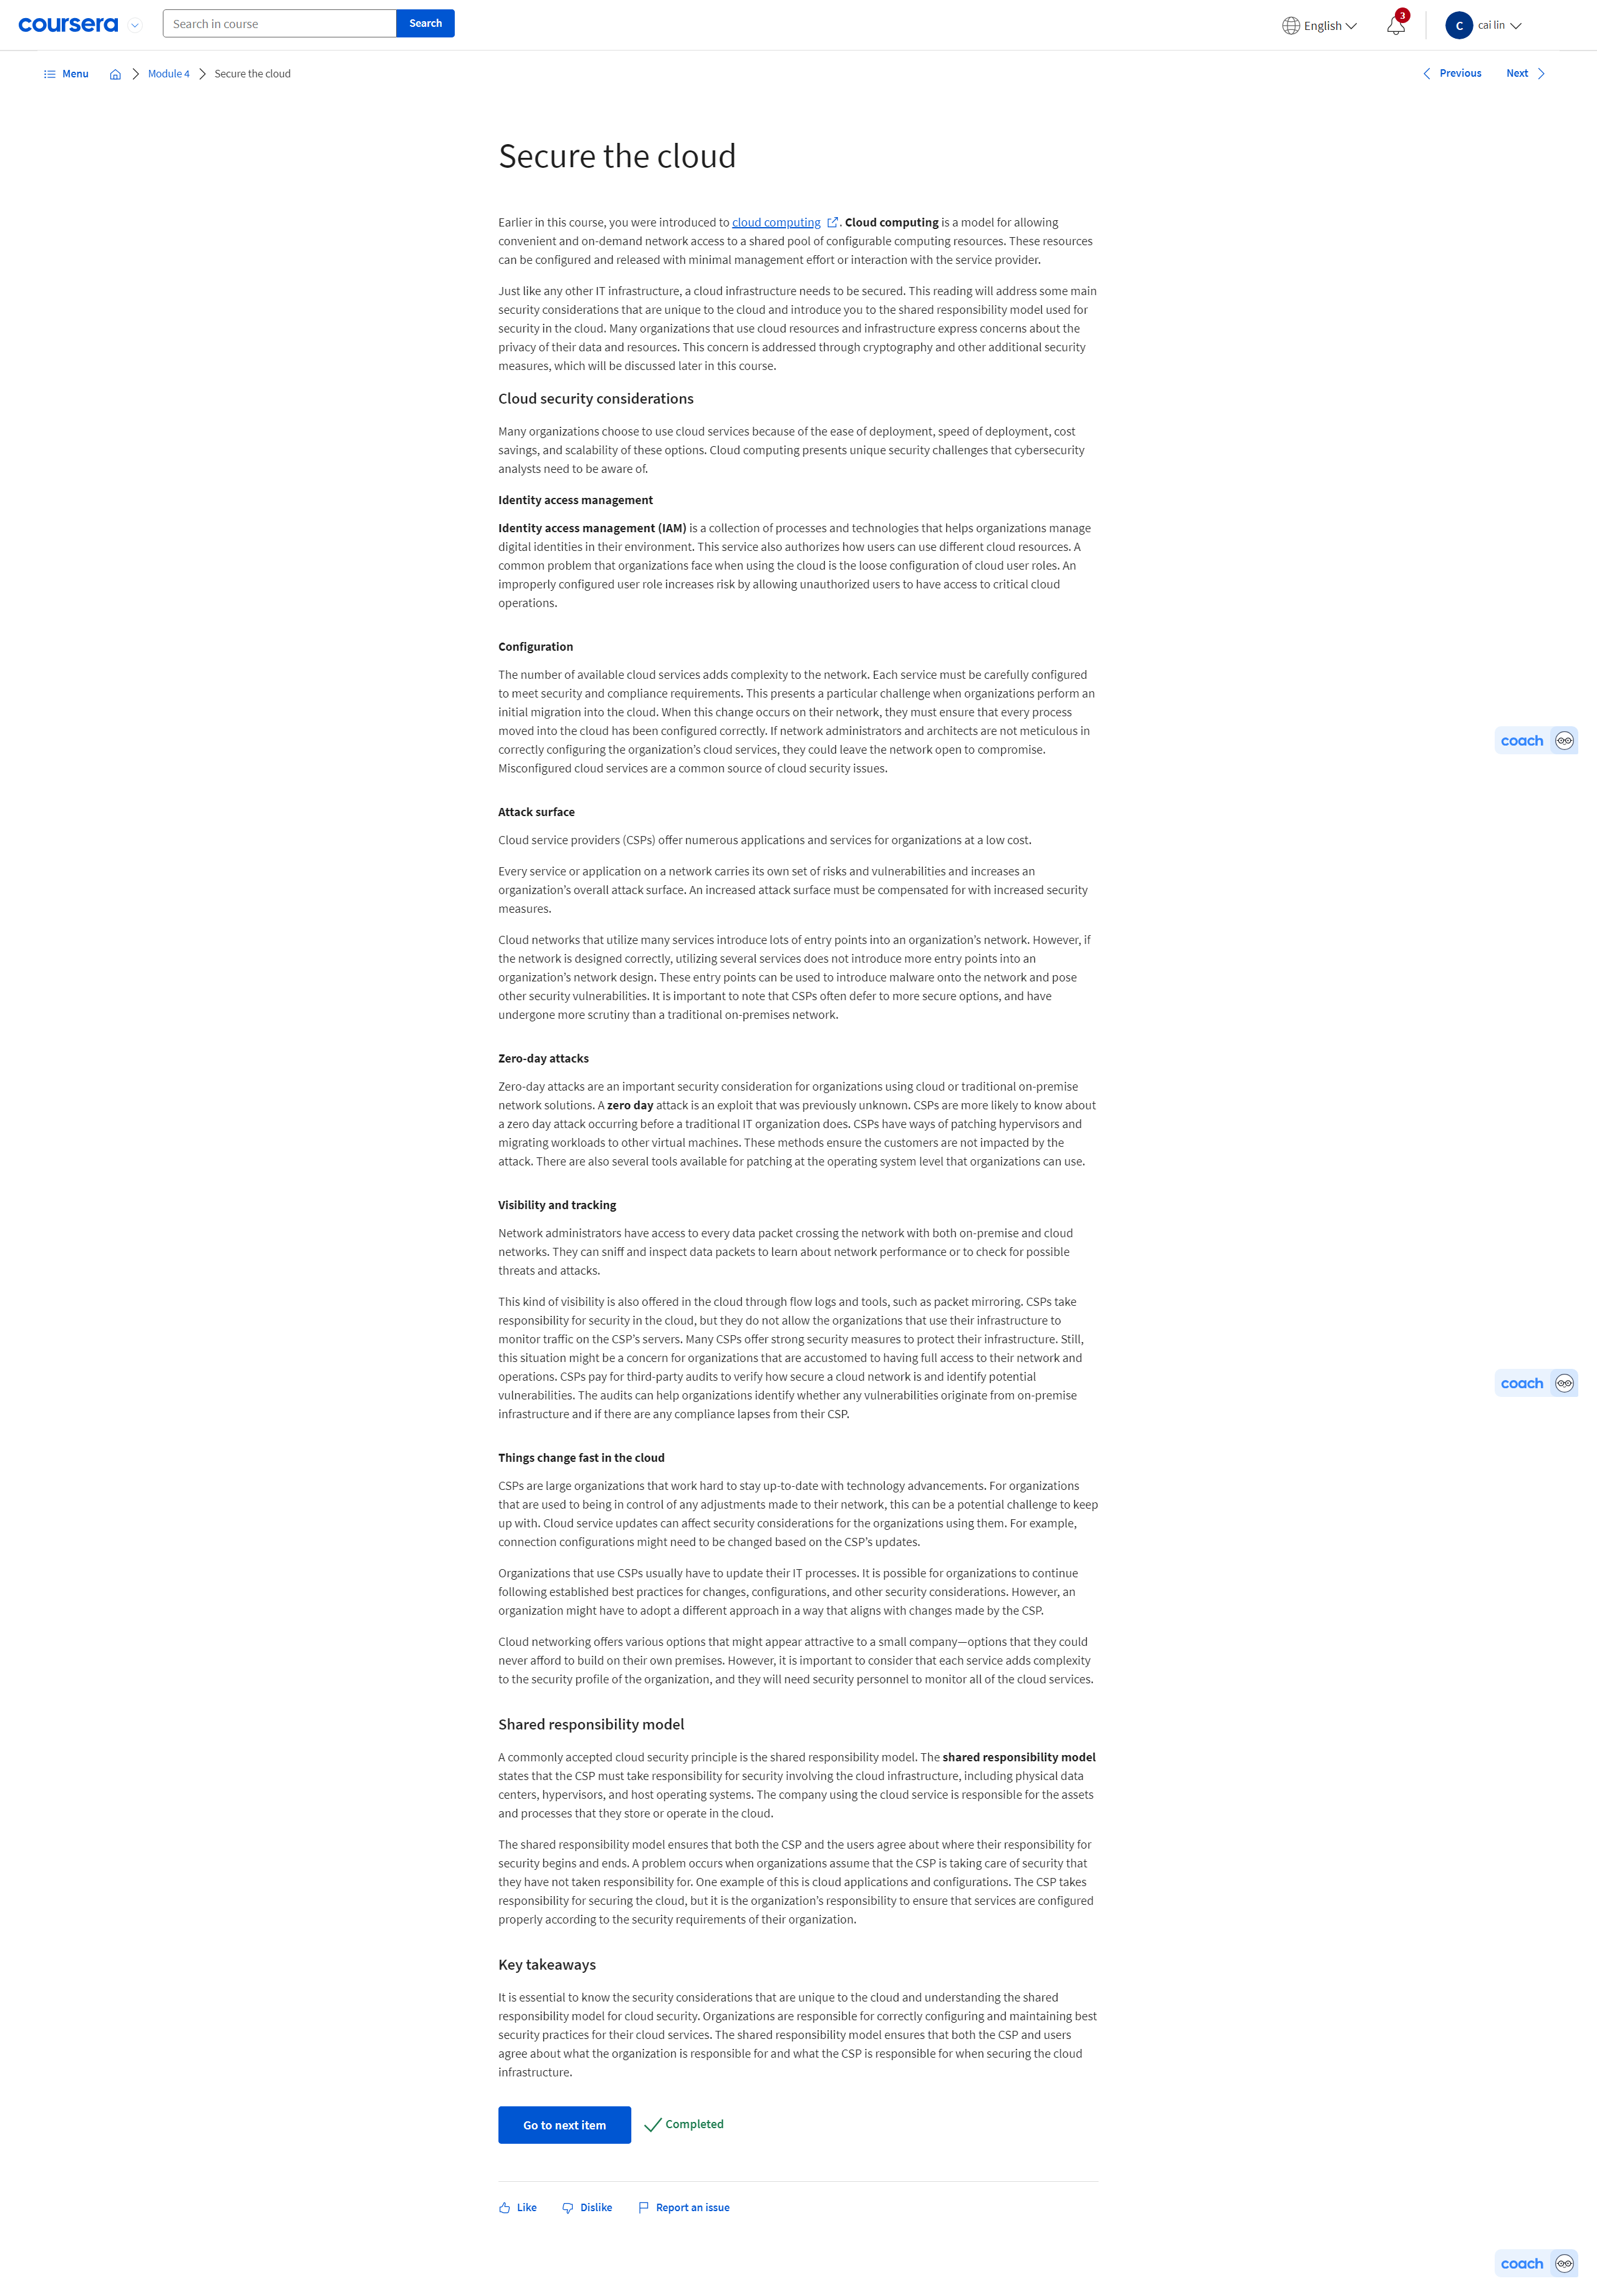 coursera
Search in course
Search
English
3
C
cai lin
Menu
Module 4
Secure the cloud
Previous
Next
Secure the cloud
Earlier in this course, you were introduced to cloud computing . Cloud computing is a model for allowing
convenient and on-demand network access to a shared pool of configurable computing resources. These resources
can be configured and released with minimal management effort or interaction with the service provider.
Just like any other IT infrastructure, a cloud infrastructure needs to be secured. This reading will address some main
security considerations that are unique to the cloud and introduce you to the shared responsibility model used for
security in the cloud. Many organizations that use cloud resources and infrastructure express concerns about the
privacy of their data and resources. This concern is addressed through cryptography and other additional security
measures, which will be discussed later in this course.
Cloud security considerations
Many organizations choose to use cloud services because of the ease of deployment, speed of deployment, cost
savings, and scalability of these options. Cloud computing presents unique security challenges that cybersecurity
analysts need to be aware of.
Identity access management
Identity access management (IAM) is a collection of processes and technologies that helps organizations manage
digital identities in their environment. This service also authorizes how users can use different cloud resources. A
common problem that organizations face when using the cloud is the loose configuration of cloud user roles. An
improperly configured user role increases risk by allowing unauthorized users to have access to critical cloud
operations.
Configuration
The number of available cloud services adds complexity to the network. Each service must be carefully configured
to meet security and compliance requirements. This presents a particular challenge when organizations perform an
initial migration into the cloud. When this change occurs on their network, they must ensure that every process
moved into the cloud has been configured correctly. If network administrators and architects are not meticulous in
correctly configuring the organization’s cloud services, they could leave the network open to compromise.
Misconfigured cloud services are a common source of cloud security issues.
coach
Attack surface
Cloud service providers (CSPs) offer numerous applications and services for organizations at a low cost.
Every service or application on a network carries its own set of risks and vulnerabilities and increases an
organization’s overall attack surface. An increased attack surface must be compensated for with increased security
measures.
Cloud networks that utilize many services introduce lots of entry points into an organization’s network. However, if
the network is designed correctly, utilizing several services does not introduce more entry points into an
organization’s network design. These entry points can be used to introduce malware onto the network and pose
other security vulnerabilities. It is important to note that CSPs often defer to more secure options, and have
undergone more scrutiny than a traditional on-premises network.
Zero-day attacks
Zero-day attacks are an important security consideration for organizations using cloud or traditional on-premise
network solutions. A zero day attack is an exploit that was previously unknown. CSPs are more likely to know about
a zero day attack occurring before a traditional IT organization does. CSPs have ways of patching hypervisors and
migrating workloads to other virtual machines. These methods ensure the customers are not impacted by the
attack. There are also several tools available for patching at the operating system level that organizations can use.
Visibility and tracking
Network administrators have access to every data packet crossing the network with both on-premise and cloud
networks. They can sniff and inspect data packets to learn about network performance or to check for possible
threats and attacks.
This kind of visibility is also offered in the cloud through flow logs and tools, such as packet mirroring. CSPs take
responsibility for security in the cloud, but they do not allow the organizations that use their infrastructure to
monitor traffic on the CSP’s servers. Many CSPs offer strong security measures to protect their infrastructure. Still,
this situation might be a concern for organizations that are accustomed to having full access to their network and
operations. CSPs pay for third-party audits to verify how secure a cloud network is and identify potential
vulnerabilities. The audits can help organizations identify whether any vulnerabilities originate from on-premise
infrastructure and if there are any compliance lapses from their CSP.
coach
Things change fast in the cloud
CSPs are large organizations that work hard to stay up-to-date with technology advancements. For organizations
that are used to being in control of any adjustments made to their network, this can be a potential challenge to keep
up with. Cloud service updates can affect security considerations for the organizations using them. For example,
connection configurations might need to be changed based on the CSP’s updates.
Organizations that use CSPs usually have to update their IT processes. It is possible for organizations to continue
following established best practices for changes, configurations, and other security considerations. However, an
organization might have to adopt a different approach in a way that aligns with changes made by the CSP.
Cloud networking offers various options that might appear attractive to a small company—options that they could
never afford to build on their own premises. However, it is important to consider that each service adds complexity
to the security profile of the organization, and they will need security personnel to monitor all of the cloud services.
Shared responsibility model
A commonly accepted cloud security principle is the shared responsibility model. The shared responsibility model
states that the CSP must take responsibility for security involving the cloud infrastructure, including physical data
centers, hypervisors, and host operating systems. The company using the cloud service is responsible for the assets
and processes that they store or operate in the cloud.
The shared responsibility model ensures that both the CSP and the users agree about where their responsibility for
security begins and ends. A problem occurs when organizations assume that the CSP is taking care of security that
they have not taken responsibility for. One example of this is cloud applications and configurations. The CSP takes
responsibility for securing the cloud, but it is the organization’s responsibility to ensure that services are configured
properly according to the security requirements of their organization.
Key takeaways
It is essential to know the security considerations that are unique to the cloud and understanding the shared
responsibility model for cloud security. Organizations are responsible for correctly configuring and maintaining best
security practices for their cloud services. The shared responsibility model ensures that both the CSP and users
agree about what the organization is responsible for and what the CSP is responsible for when securing the cloud
infrastructure.
Go to next item
Completed
Like
Dislike
Report an issue
coach